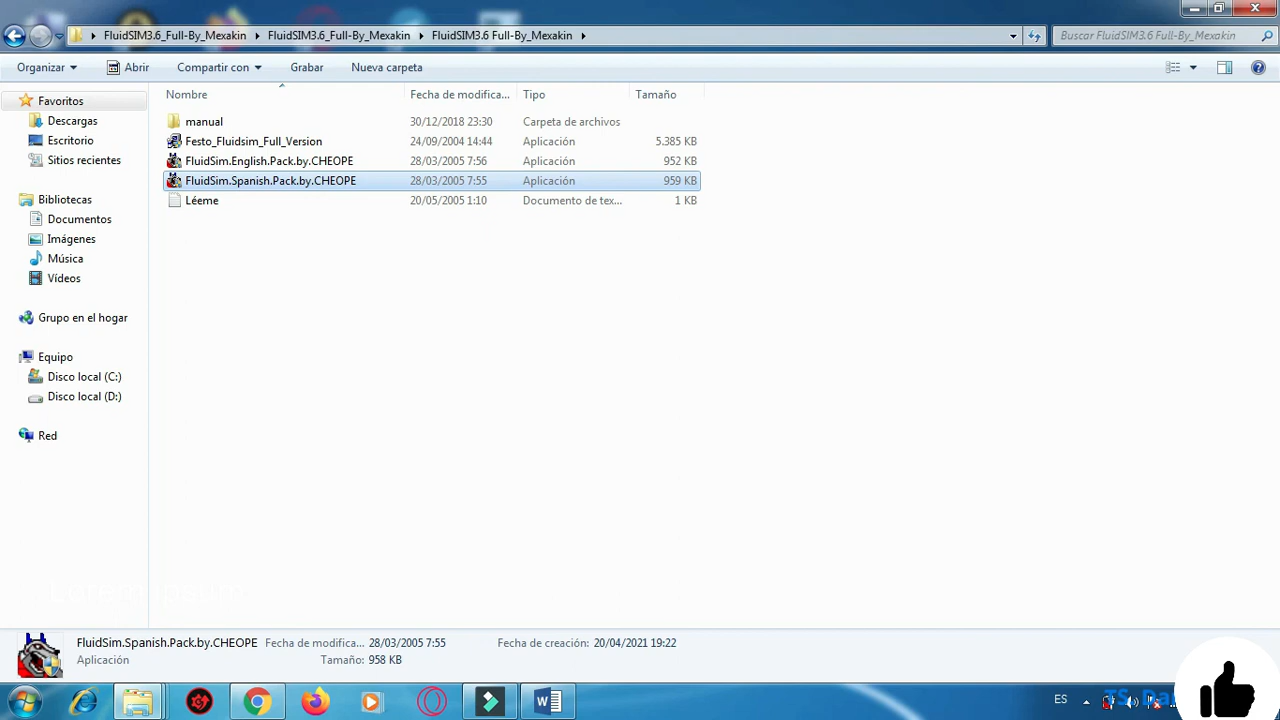 FluidSIM3.6_Full-By_Mexakin FluidSIM3.6_Full-By_Mexakin FluidSIM3.6 Full-By_Mexakin
Buscar FluidSIM3.6 Full-By_Mexakin
Organizar Abrir Compartir con Grabar Nueva carpeta
Nombre Fecha de modifica... Tipo Tamaño
manual 30/12/2018 23:30 Carpeta de archivos
Festo_Fluidsim_Full_Version 24/09/2004 14:44 Aplicación 5.385 KB
FluidSim.English.Pack.by.CHEOPE 28/03/2005 7:56 Aplicación 952 KB
FluidSim.Spanish.Pack.by.CHEOPE 28/03/2005 7:55 Aplicación 959 KB
Léeme 20/05/2005 1:10 Documento de tex... 1 KB
Favoritos
Descargas
Escritorio
Sitios recientes
Bibliotecas
Documentos
Imágenes
Música
Vídeos
Grupo en el hogar
Equipo
Disco local (C:)
Disco local (D:)
Red
Lorem Ipsum
FluidSim.Spanish.Pack.by.CHEOPE Fecha de modifica... 28/03/2005 7:55 Fecha de creación: 20/04/2021 19:22
Aplicación Tamaño: 958 KB
ES
TS. Da